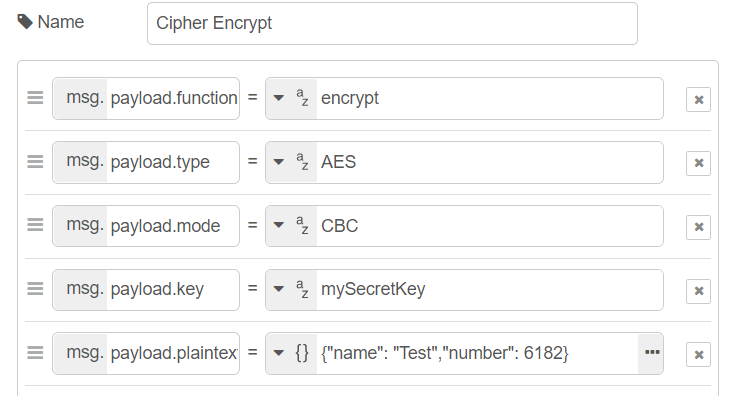 Name Cipher Encrypt
msg. payload.function = az encrypt
msg. payload.type = az AES
msg. payload.mode = az CBC
msg. payload.key = az mySecretKey
msg. payload.plaintex = {} {"name": "Test","number": 6182} •••